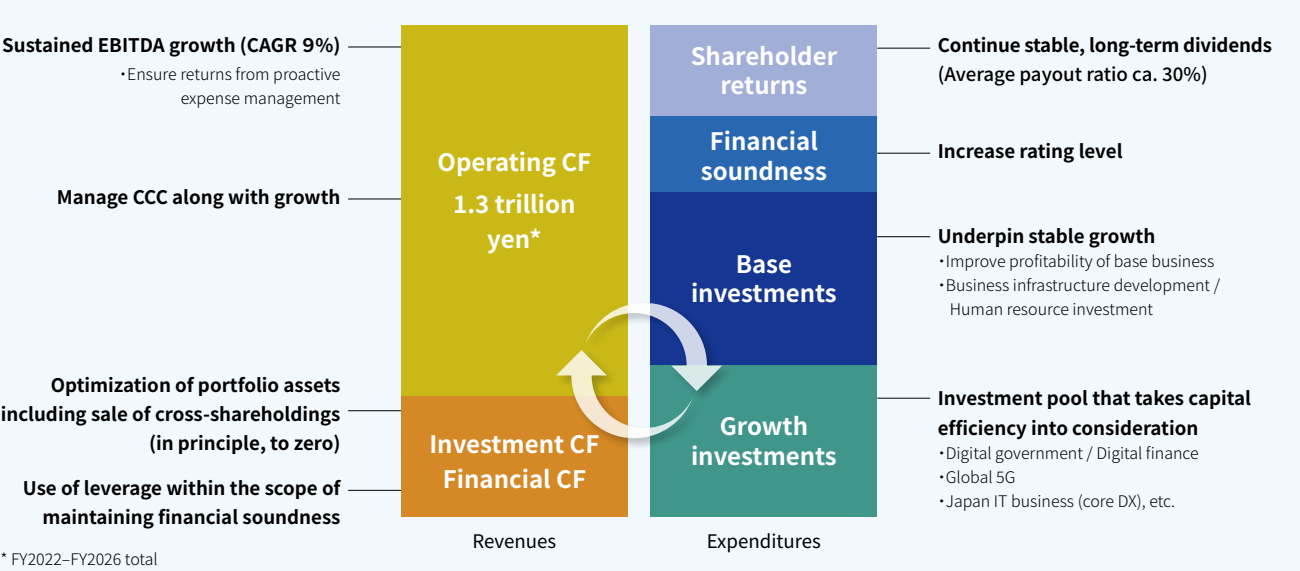 Sustained EBITDA growth (CAGR 9%)
・Ensure returns from proactive
expense management
Manage CCC along with growth
Optimization of portfolio assets
including sale of cross-shareholdings
(in principle, to zero)
Use of leverage within the scope of
maintaining financial soundness
Operating CF
1.3 trillion
yen*
Investment CF
Financial CF
Revenues
Shareholder
returns
Financial
soundness
Base
investments
Growth
investments
Expenditures
Continue stable, long-term dividends
(Average payout ratio ca. 30%)
Increase rating level
Underpin stable growth
・Improve profitability of base business
・Business infrastructure development /
Human resource investment
Investment pool that takes capital
efficiency into consideration
・Digital government / Digital finance
・Global 5G
・Japan IT business (core DX), etc.
* FY2022–FY2026 total